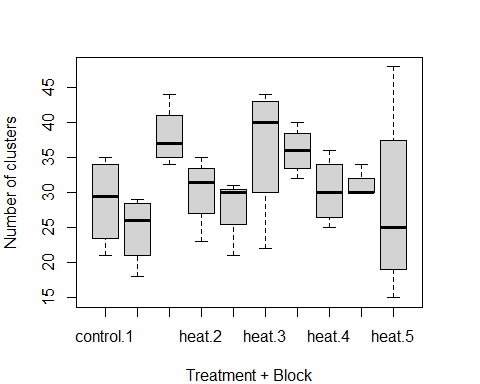 Number of clusters
45
40
35
30
25
20
15
control.1 heat.2 heat.3 heat.4 heat.5
Treatment + Block